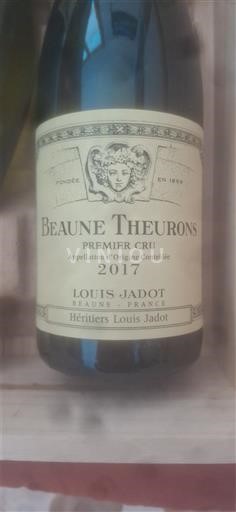 FONDÉE EN 1859
BEAUNE THEURONS
PREMIER CRU
Appellation d'Origine Contrôlée
2017
LOUIS JADOT
BEAUNE - FRANCE
Héritiers Louis Jadot